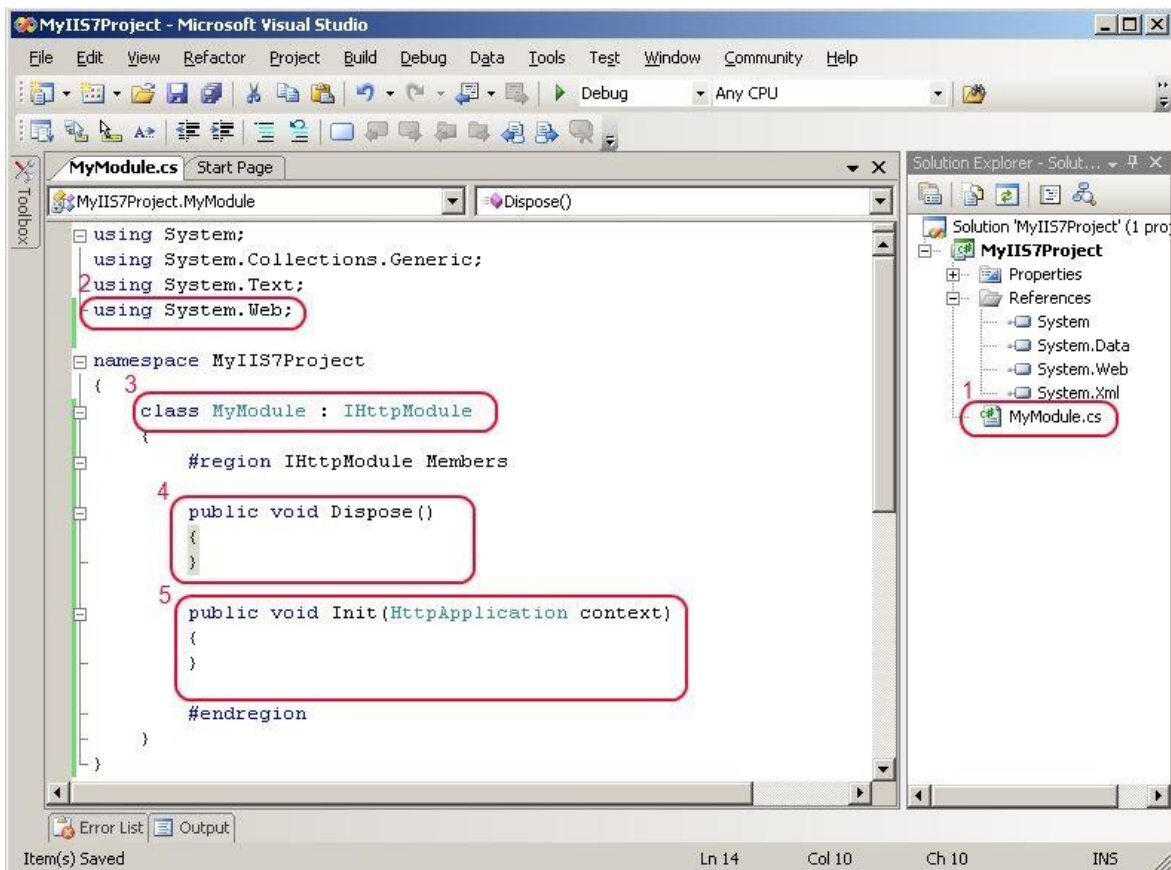 MyIIS7Project - Microsoft Visual Studio
File Edit View Refactor Project Build Debug Data Tools Test Window Community Help
Debug Any CPU
MyModule.cs Start Page
Solution Explorer - Solut...
Toolbox
MyIIS7Project.MyModule Dispose()
using System;
using System.Collections.Generic;
2 using System.Text;
using System.Web;
namespace MyIIS7Project
{
3
class MyModule : IHttpModule
{
#region IHttpModule Members
4
public void Dispose()
{
}
5
public void Init(HttpApplication context)
{
}
#endregion
}
}
Solution 'MyIIS7Project' (1 proj
MyIIS7Project
Properties
References
System
System.Data
System.Web
1 System.Xml
MyModule.cs
Error List Output
Item(s) Saved Ln 14 Col 10 Ch 10 INS